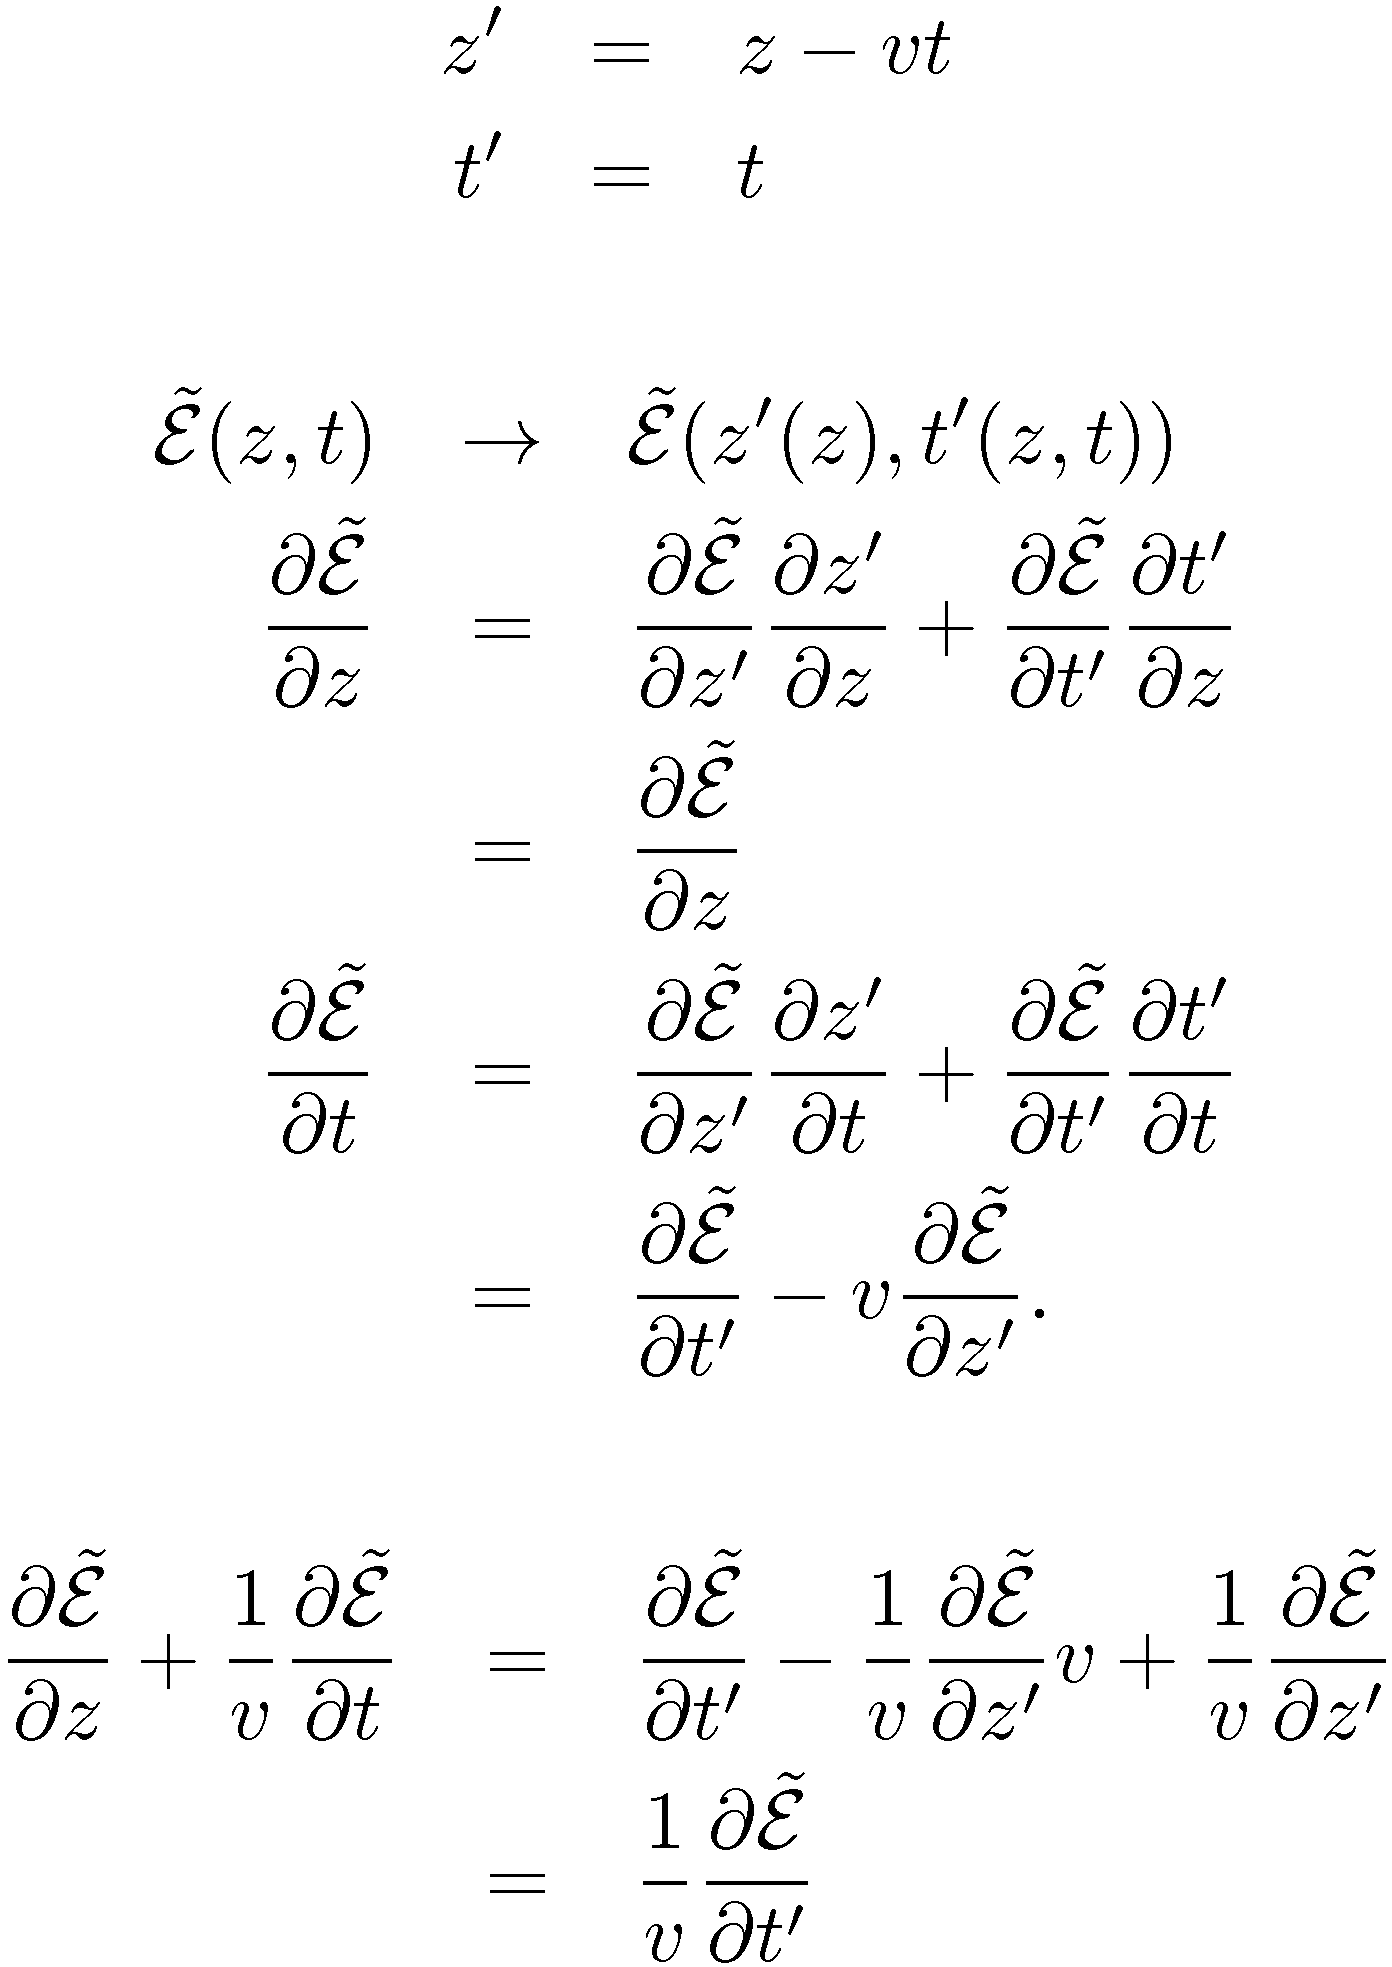 z′ = z − vt
t′ = t
Ẽ(z, t) → Ẽ(z′(z), t′(z, t))
∂Ẽ/∂z = ∂Ẽ/∂z′ ∂z′/∂z + ∂Ẽ/∂t′ ∂t′/∂z
= ∂Ẽ/∂z
∂Ẽ/∂t = ∂Ẽ/∂z′ ∂z′/∂t + ∂Ẽ/∂t′ ∂t′/∂t
= ∂Ẽ/∂t′ − v ∂Ẽ/∂z′.
∂Ẽ/∂z + 1/v ∂Ẽ/∂t = ∂Ẽ/∂t′ − 1/v ∂Ẽ/∂z′ v + 1/v ∂Ẽ/∂z′
= 1/v ∂Ẽ/∂t′